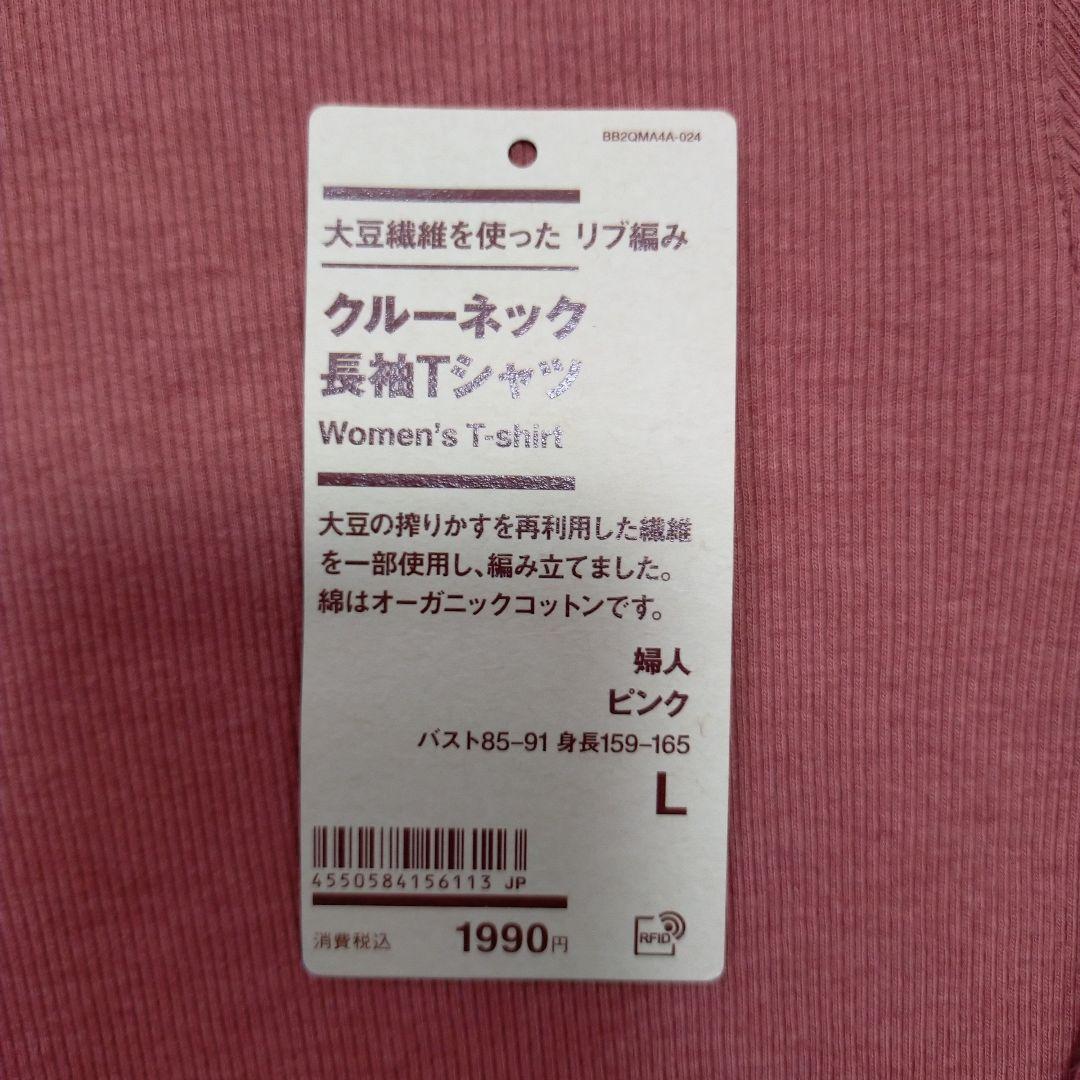 BB2QMA4A-024
大豆繊維を使った リブ編み
クルーネック
長袖Tシャツ
Women's T-shirt
大豆の搾りかすを再利用した繊維
を一部使用し、編み立てました。
綿はオーガニックコットンです。
婦人
ピンク
バスト85-91 身長159-165
L
4550584156113 JP
消費税込 1990円
RFID